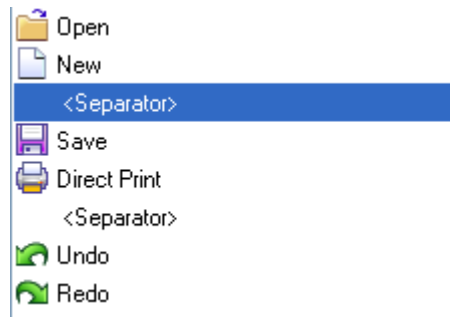 Open
New
<Separator>
Save
Direct Print
<Separator>
Undo
Redo